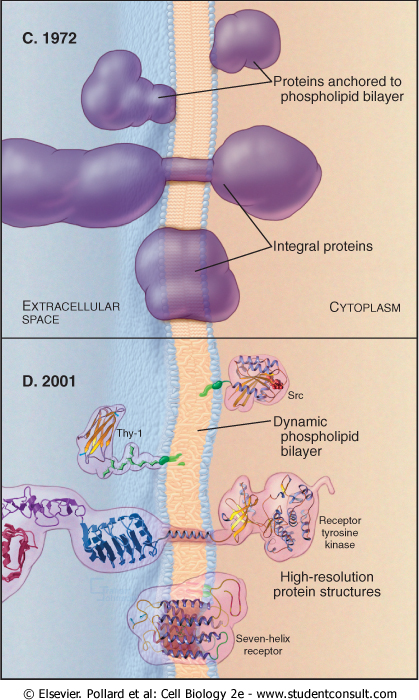 C. 1972
Proteins anchored to
phospholipid bilayer
Integral proteins
EXTRACELLULAR
SPACE
CYTOPLASM
D. 2001
Src
Thy-1
Dynamic
phospholipid
bilayer
Receptor
tyrosine
kinase
High-resolution
protein structures
Seven-helix
receptor
© Elsevier. Pollard et al: Cell Biology 2e - www.studentconsult.com